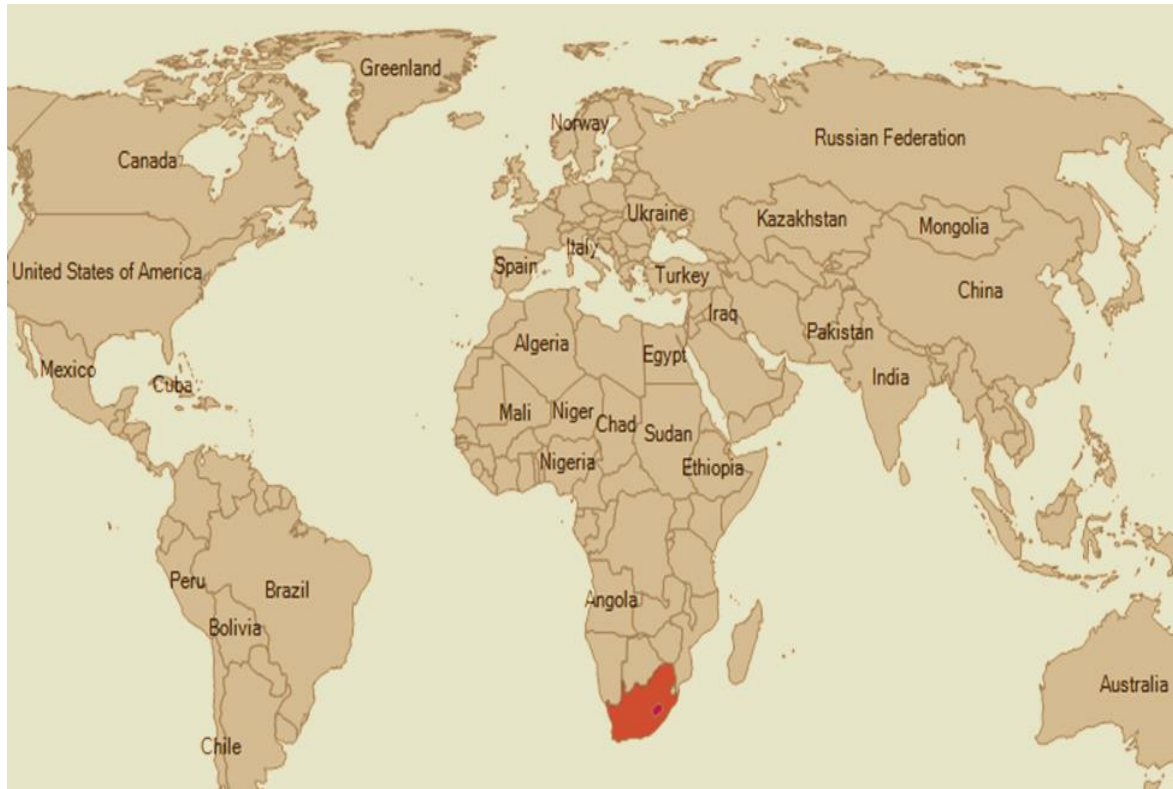 Greenland
Norway
Russian Federation
Canada
Ukraine
Kazakhstan
Mongolia
Italy
United States of America
Spain
Turkey
China
Iraq
Algeria
Pakistan
Egypt
Mexico
Cuba
India
Mali
Niger
Chad
Sudan
Nigeria
Ethiopia
Peru
Brazil
Angola
Bolivia
Australia
Chile